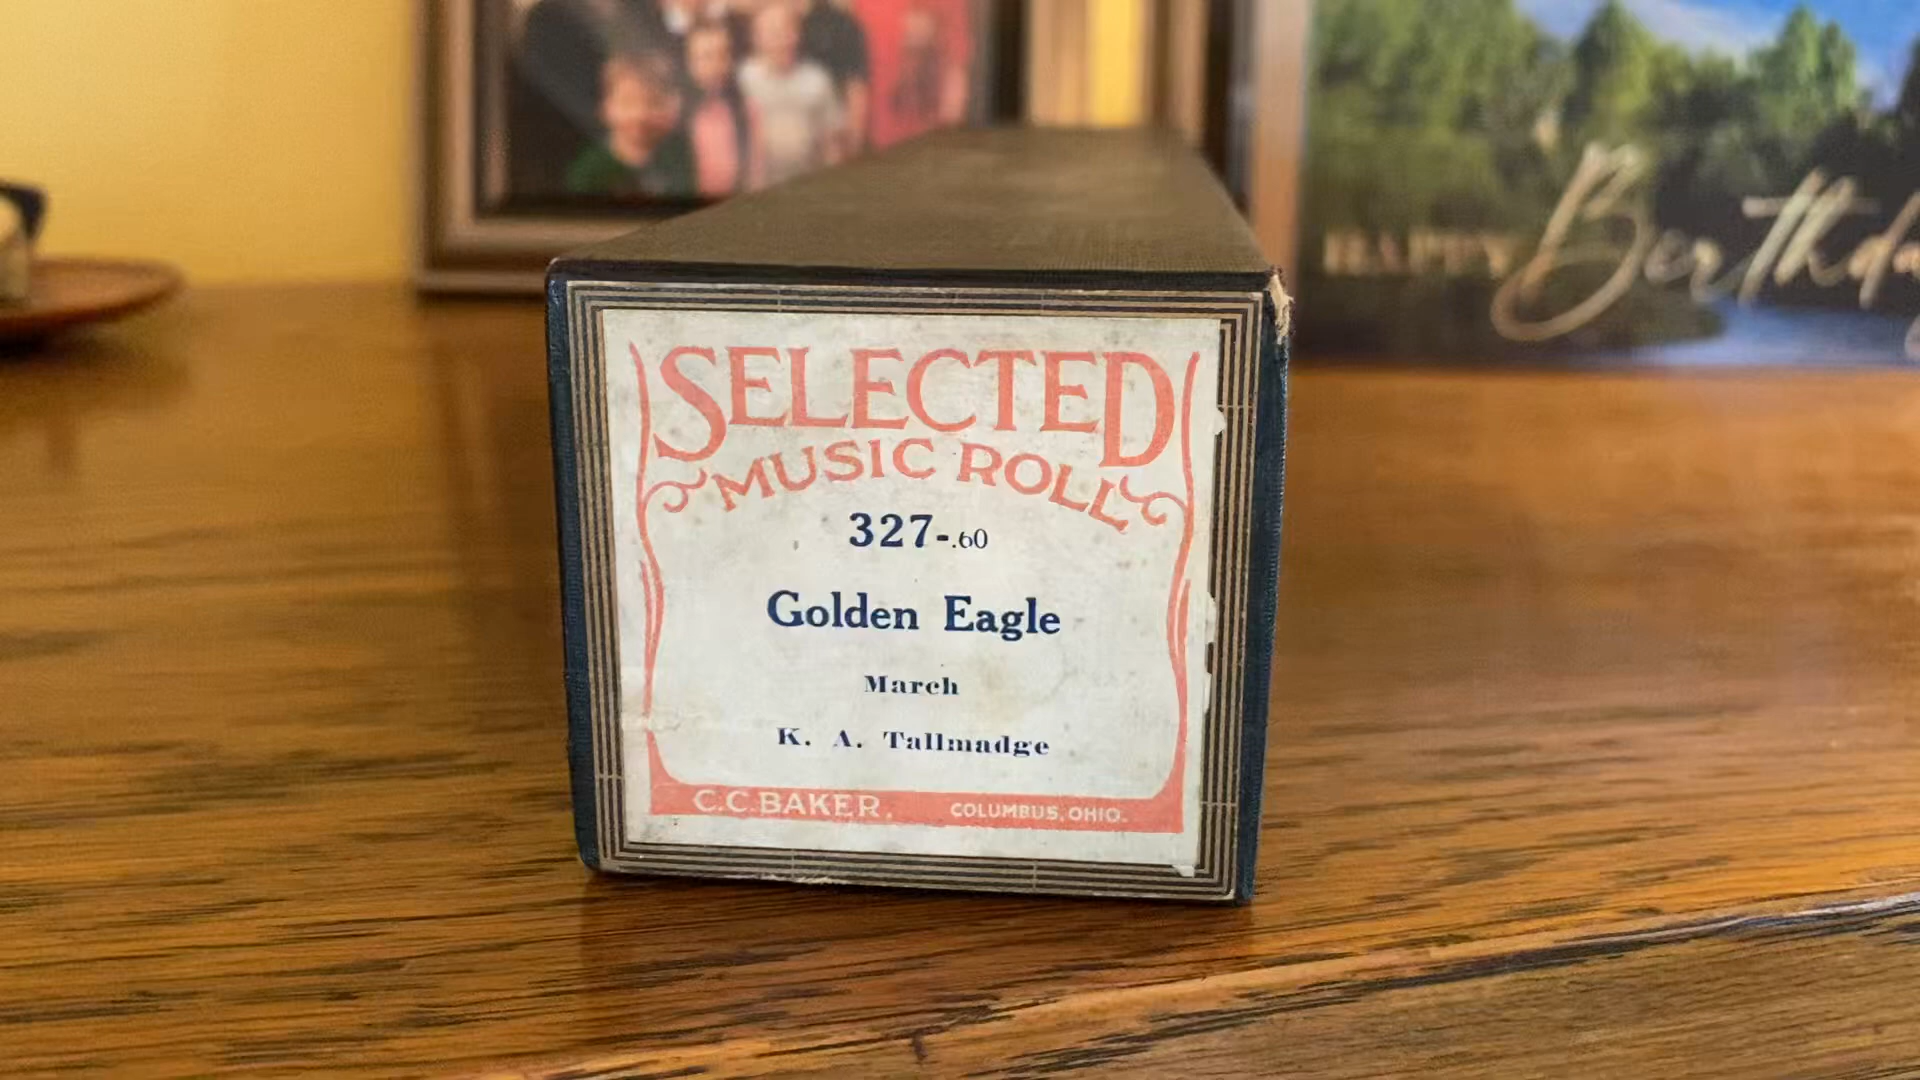 SELECTED
MUSIC ROLL
327-.60
Golden Eagle
March
K. A. Tallmadge
C.C.BAKER. COLUMBUS, OHIO.
HAPPY
Birthday